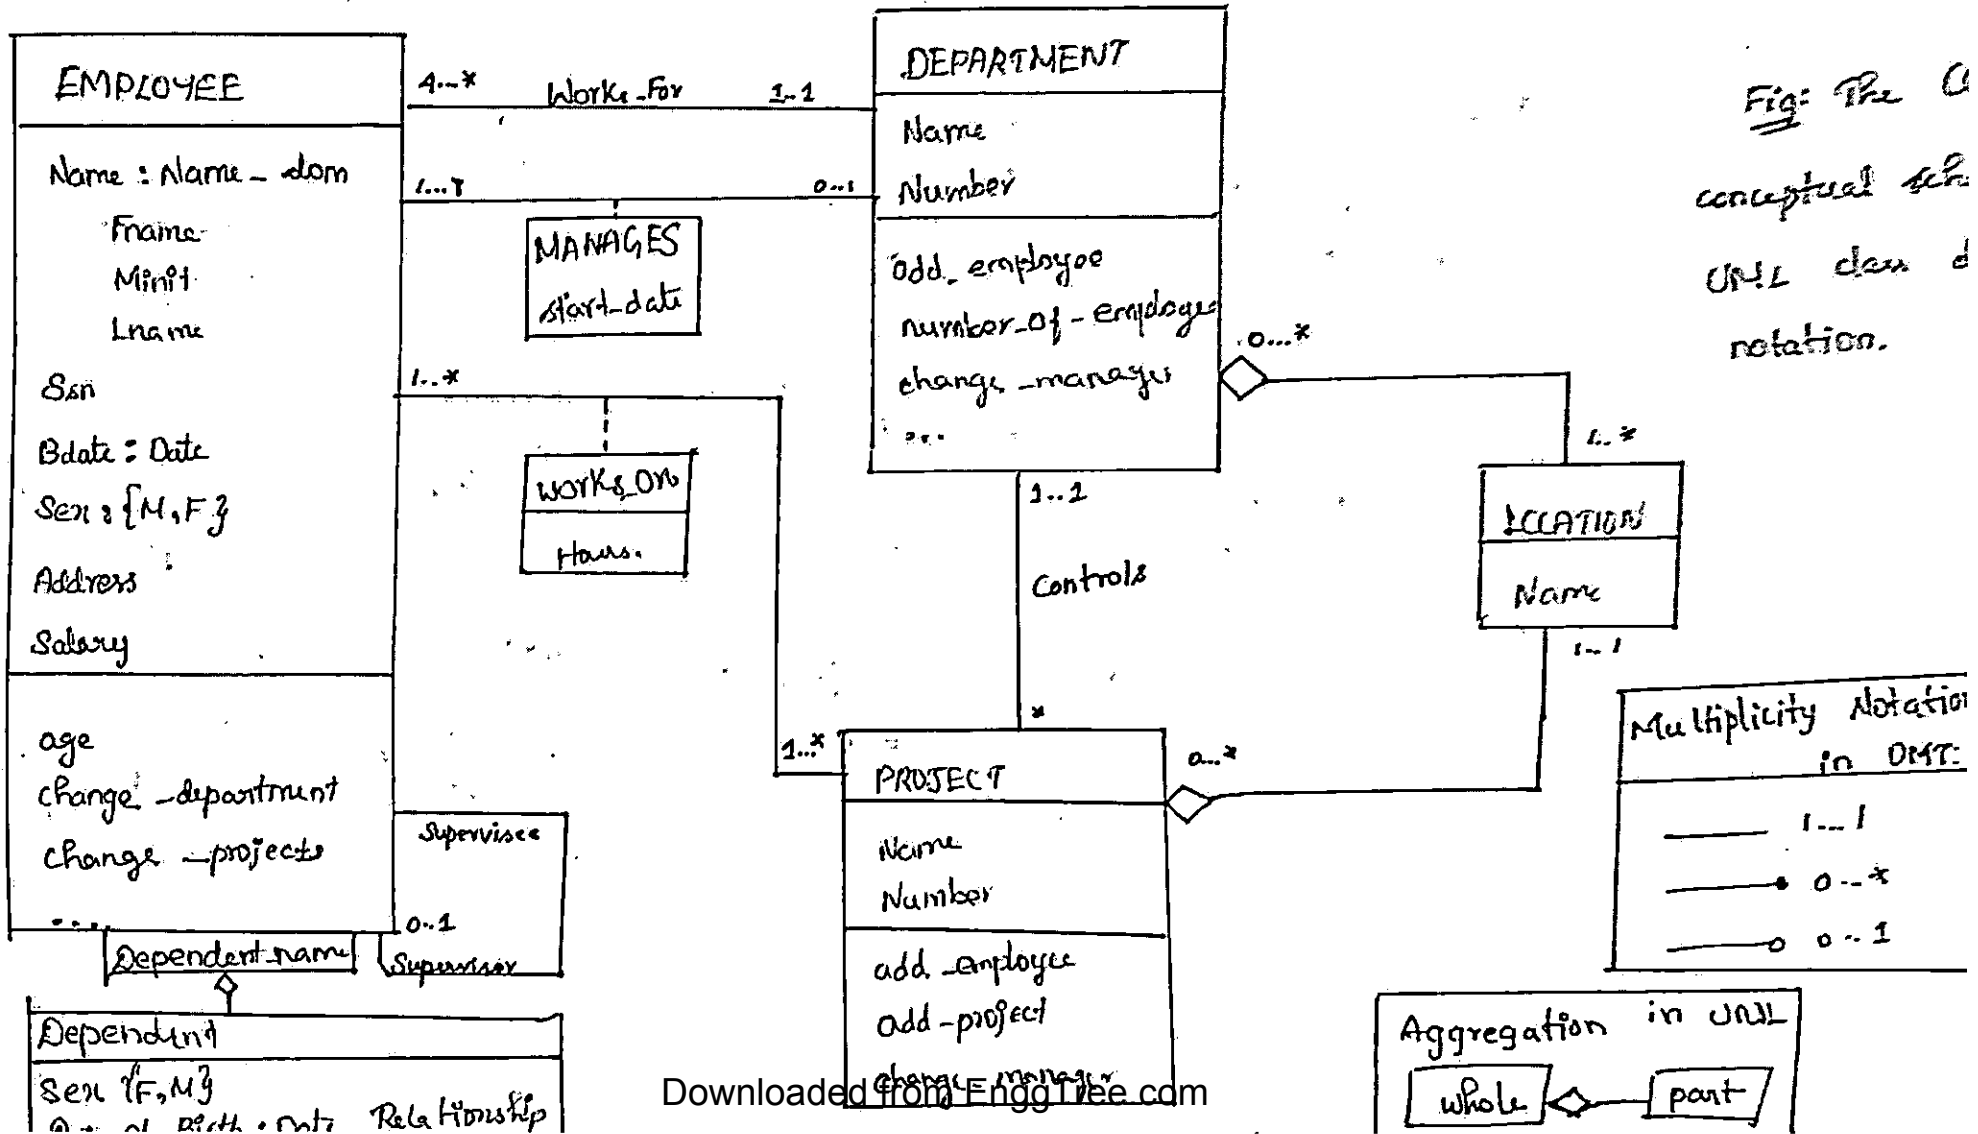 EMPLOYEE
Name : Name_dom
Fname
Minit
Lname
Ssn
Bdate : Date
Sex : {M,F}
Address
Salary
age
change_department
change_projects
....
4...*
Works_For
1..1
1...
0..1
MANAGES
start_date
1..*
Works_On
Hours.
1...*
Supervisee
0..1
Supervisor
Dependent_name
Dependent
Sex {F,M}
Birth : Date
Relationship
DEPARTMENT
Name
Number
add_employee
number_of_employee
change_manager
....
1..1
Controls
*
PROJECT
Name
Number
add_employee
add_project
change_manager
0...*
1..*
LOCATION
Name
1..1
0...*
Fig: The
conceptual
UML class
notation.
Multiplicity Notation
in OMT:
1...1
0...*
0..1
Aggregation in UML
whole
part
Downloaded from EnggTree.com